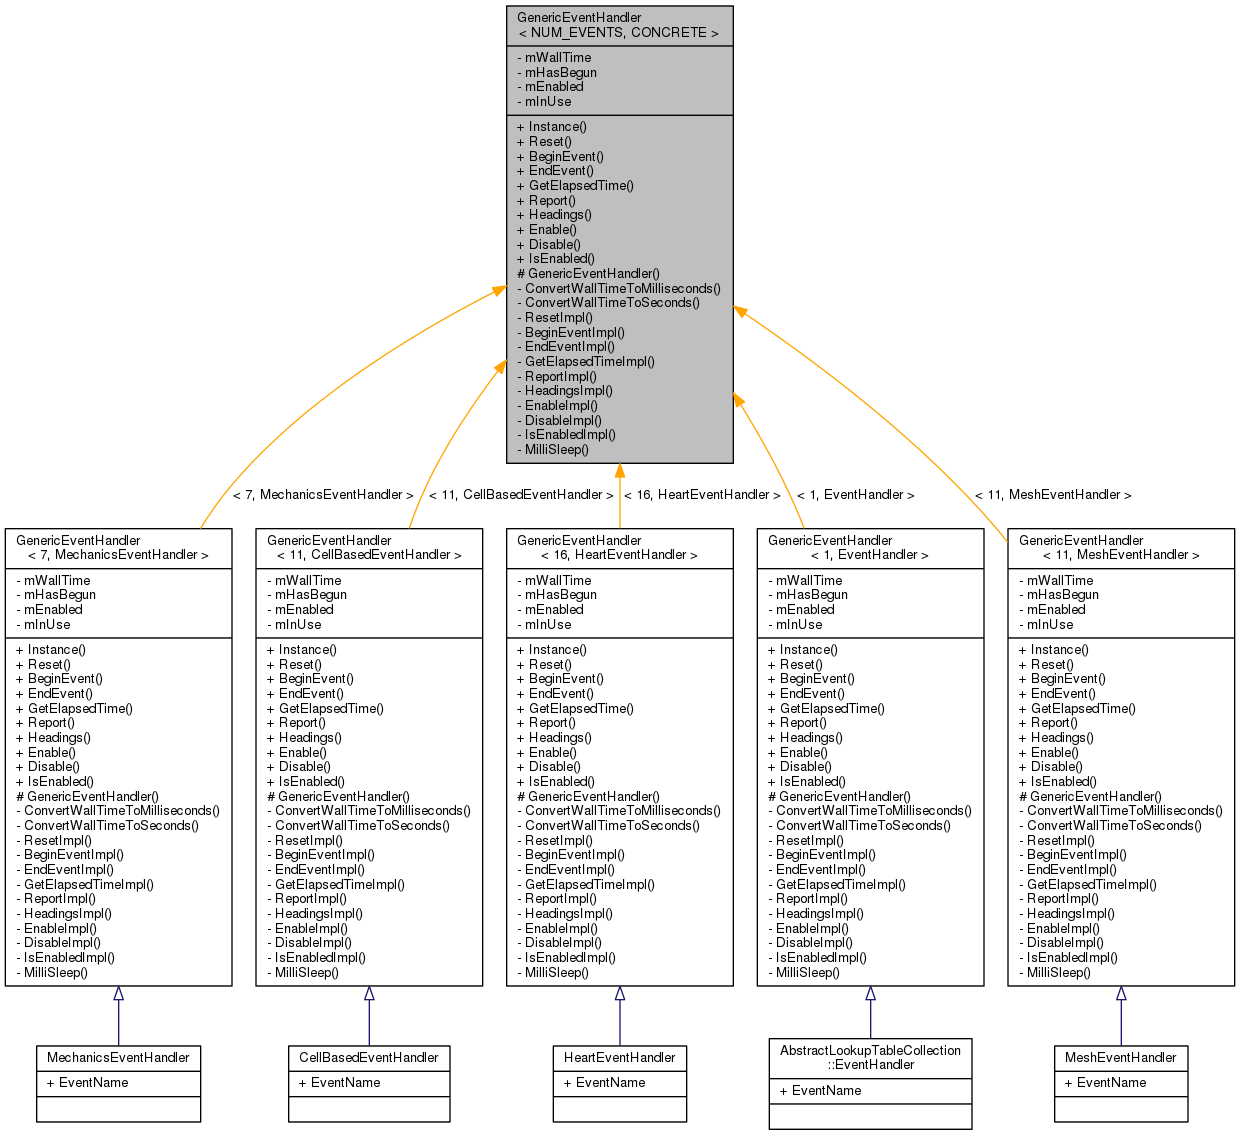 GenericEventHandler
< NUM_EVENTS, CONCRETE >
- mWallTime
- mHasBegun
- mEnabled
- mInUse
+ Instance()
+ Reset()
+ BeginEvent()
+ EndEvent()
+ GetElapsedTime()
+ Report()
+ Headings()
+ Enable()
+ Disable()
+ IsEnabled()
# GenericEventHandler()
- ConvertWallTimeToMilliseconds()
- ConvertWallTimeToSeconds()
- ResetImpl()
- BeginEventImpl()
- EndEventImpl()
- GetElapsedTimeImpl()
- ReportImpl()
- HeadingsImpl()
- EnableImpl()
- DisableImpl()
- IsEnabledImpl()
- MilliSleep()
< 7, MechanicsEventHandler >
< 11, CellBasedEventHandler >
< 16, HeartEventHandler >
< 1, EventHandler >
< 11, MeshEventHandler >
GenericEventHandler
< 7, MechanicsEventHandler >
- mWallTime
- mHasBegun
- mEnabled
- mInUse
+ Instance()
+ Reset()
+ BeginEvent()
+ EndEvent()
+ GetElapsedTime()
+ Report()
+ Headings()
+ Enable()
+ Disable()
+ IsEnabled()
# GenericEventHandler()
- ConvertWallTimeToMilliseconds()
- ConvertWallTimeToSeconds()
- ResetImpl()
- BeginEventImpl()
- EndEventImpl()
- GetElapsedTimeImpl()
- ReportImpl()
- HeadingsImpl()
- EnableImpl()
- DisableImpl()
- IsEnabledImpl()
- MilliSleep()
GenericEventHandler
< 11, CellBasedEventHandler >
- mWallTime
- mHasBegun
- mEnabled
- mInUse
+ Instance()
+ Reset()
+ BeginEvent()
+ EndEvent()
+ GetElapsedTime()
+ Report()
+ Headings()
+ Enable()
+ Disable()
+ IsEnabled()
# GenericEventHandler()
- ConvertWallTimeToMilliseconds()
- ConvertWallTimeToSeconds()
- ResetImpl()
- BeginEventImpl()
- EndEventImpl()
- GetElapsedTimeImpl()
- ReportImpl()
- HeadingsImpl()
- EnableImpl()
- DisableImpl()
- IsEnabledImpl()
- MilliSleep()
GenericEventHandler
< 16, HeartEventHandler >
- mWallTime
- mHasBegun
- mEnabled
- mInUse
+ Instance()
+ Reset()
+ BeginEvent()
+ EndEvent()
+ GetElapsedTime()
+ Report()
+ Headings()
+ Enable()
+ Disable()
+ IsEnabled()
# GenericEventHandler()
- ConvertWallTimeToMilliseconds()
- ConvertWallTimeToSeconds()
- ResetImpl()
- BeginEventImpl()
- EndEventImpl()
- GetElapsedTimeImpl()
- ReportImpl()
- HeadingsImpl()
- EnableImpl()
- DisableImpl()
- IsEnabledImpl()
- MilliSleep()
GenericEventHandler
< 1, EventHandler >
- mWallTime
- mHasBegun
- mEnabled
- mInUse
+ Instance()
+ Reset()
+ BeginEvent()
+ EndEvent()
+ GetElapsedTime()
+ Report()
+ Headings()
+ Enable()
+ Disable()
+ IsEnabled()
# GenericEventHandler()
- ConvertWallTimeToMilliseconds()
- ConvertWallTimeToSeconds()
- ResetImpl()
- BeginEventImpl()
- EndEventImpl()
- GetElapsedTimeImpl()
- ReportImpl()
- HeadingsImpl()
- EnableImpl()
- DisableImpl()
- IsEnabledImpl()
- MilliSleep()
GenericEventHandler
< 11, MeshEventHandler >
- mWallTime
- mHasBegun
- mEnabled
- mInUse
+ Instance()
+ Reset()
+ BeginEvent()
+ EndEvent()
+ GetElapsedTime()
+ Report()
+ Headings()
+ Enable()
+ Disable()
+ IsEnabled()
# GenericEventHandler()
- ConvertWallTimeToMilliseconds()
- ConvertWallTimeToSeconds()
- ResetImpl()
- BeginEventImpl()
- EndEventImpl()
- GetElapsedTimeImpl()
- ReportImpl()
- HeadingsImpl()
- EnableImpl()
- DisableImpl()
- IsEnabledImpl()
- MilliSleep()
MechanicsEventHandler
+ EventName
CellBasedEventHandler
+ EventName
HeartEventHandler
+ EventName
AbstractLookupTableCollection
::EventHandler
+ EventName
MeshEventHandler
+ EventName